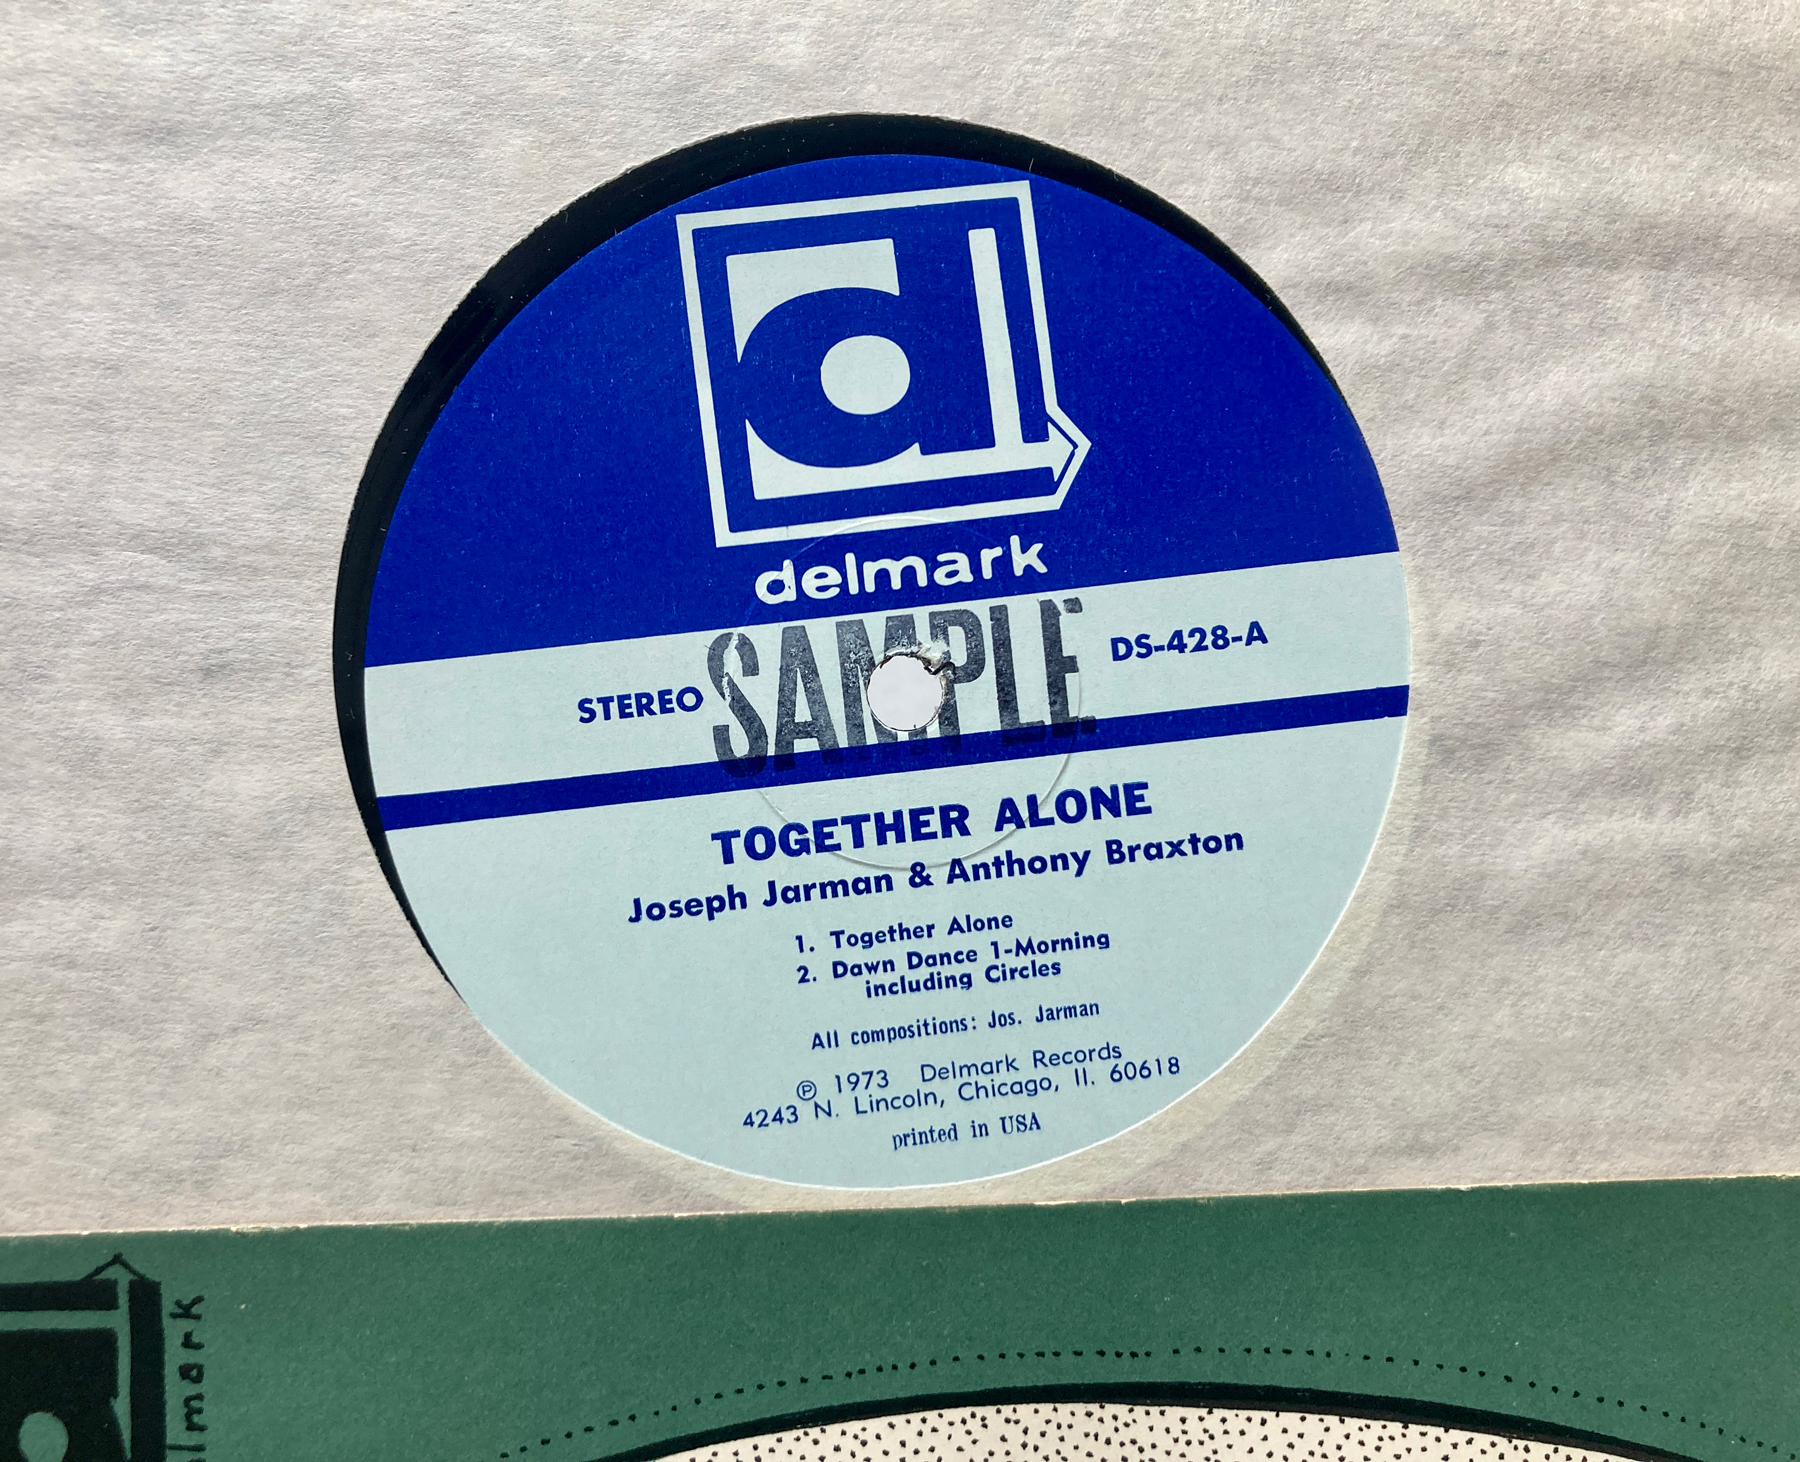 d
delmark
SAMPLE
STEREO
DS-428-A
TOGETHER ALONE
Joseph Jarman & Anthony Braxton
1. Together Alone
2. Dawn Dance 1-Morning
including Circles
All compositions: Jos. Jarman
℗ 1973 Delmark Records
4243 N. Lincoln, Chicago, Il. 60618
printed in USA
elmark